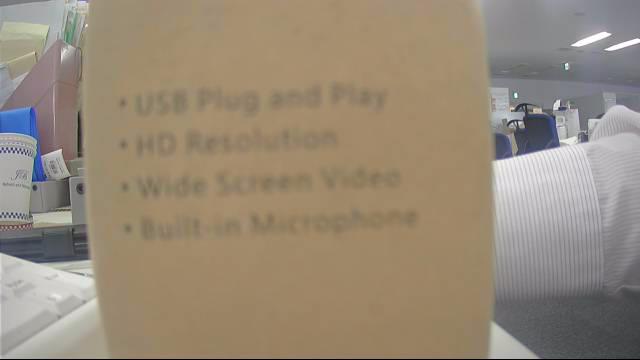 • USB Plug and Play
• HD Resolution
• Wide Screen Video
• Built-in Microphone